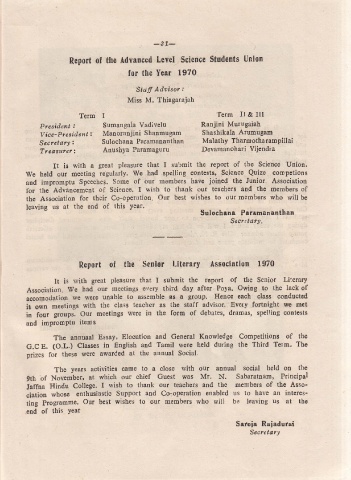 —21—
Report of the Advanced Level Science Students Union
for the Year 1970
Staff Advisor:
Miss M. Thiagarajah
Term I Term II & III
President: Sumangala Vadivelu Ranjini Murugaiah
Vice-President: Manorunjini Shanmugam Shashikala Arumugam
Secretary: Sulochana Paramananthan Malathy Tharmotharampillai
Treasurer: Anushya Paramaguru Devamanohari Vijendra
It is with a great pleasure that I submit the report of the Science Union.
We held our meeting regularly. We had spelling contests, Science Quize competions
and impromptu Speeches. Some of our members have joined the Junior. Association
for the Advancement of Science. I wish to thank our teachers and the members of
the Association for their Co-operation. Our best wishes to our members who will be
leaving us at the end of this year.
Sulochana Paramananthan
Secretary.
Report of the Senior Literary Association 1970
It is with great pleasure that I submit the report of the Senior Literary
Association. We had our meetings every third day after Poya. Owing to the lack of
accomodation we were unable to assemble as a group. Hence each class conducted
its own meetings with the class teacher as the staff advisor. Every fortnight we met
in four groups. Our meetings were in the form of debates, dramas, spelling contests
and impromptu items
The annual Essay, Elocution and General Knowledge Competitions of the
G.C.E. (O.L.) Classes in English and Tamil were held during the Third Term. The
prizes for these were awarded at the annual Social
The years activities came to a close with our annual social held on the
9th of November, at which our chief Guest was Mr. N. Sabaratnam, Principal
Jaffna Hindu College. I wish to thank our teachers and the members of the Asso-
ciation whose enthusiastic Support and Co-operation enabled us to have an interes-
ting Programme. Our best wishes to our members who will be leaving us at the
end of this year
Saroja Rajadurai
Secretary